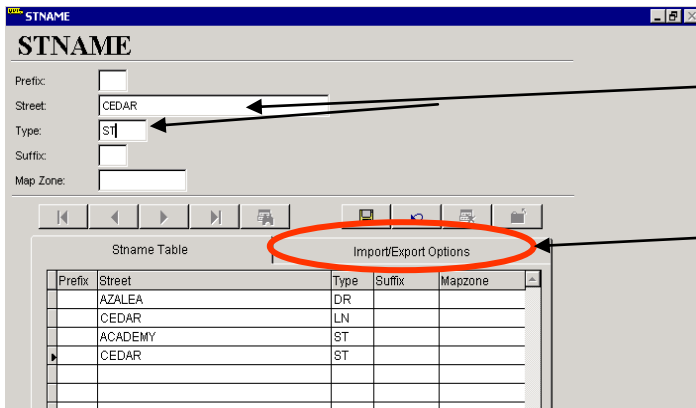 STNAME
STNAME
Prefix:
Street: CEDAR
Type: ST
Suffix:
Map Zone:
Stname Table Import/Export Options
Prefix Street Type Suffix Mapzone
AZALEA DR
CEDAR LN
ACADEMY ST
CEDAR ST